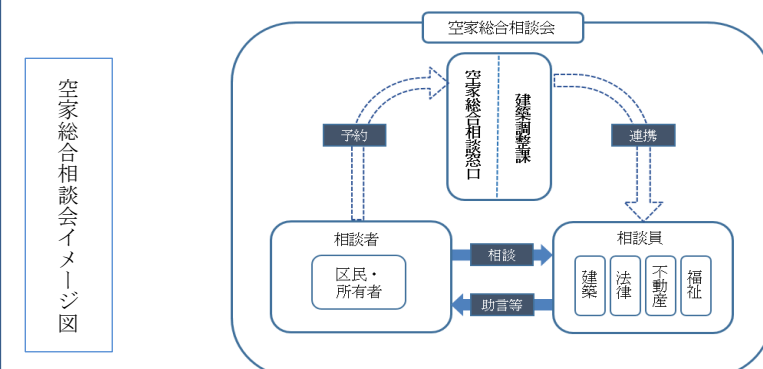 空家総合相談会イメージ図
空家総合相談会
空家総合相談窓口
建築調整課
予約
連携
相談者
区民・
所有者
相談
助言等
相談員
建築
法律
不動産
福祉